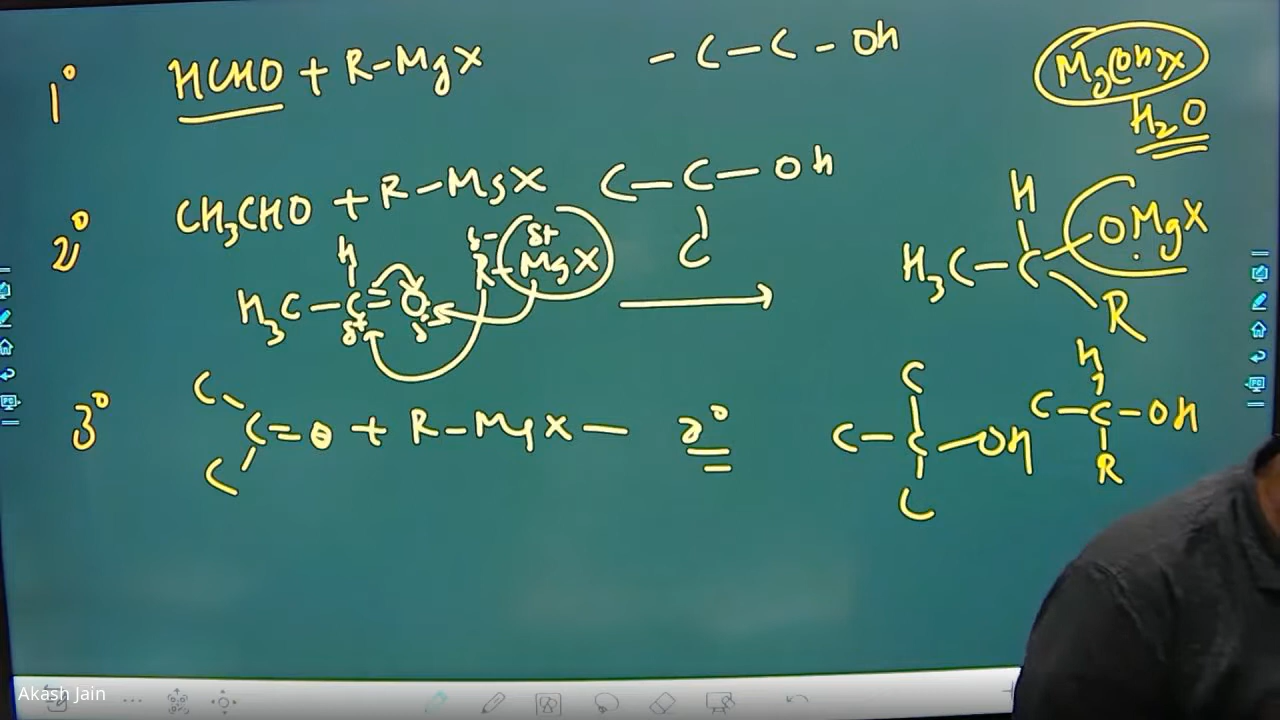 1° HCHO + R-MgX -C-C-OH Mg(OH)X
H2O
2° CH3CHO + R-MgX C-C-OH
C
H δ- δ+ H
H3C-C=O R-MgX → H3C-C-OMgX
δ+ δ- R
3° C C=O + R-MgX - 2° C-C-OH C-C-OH
C C H
C R
Akash Jain